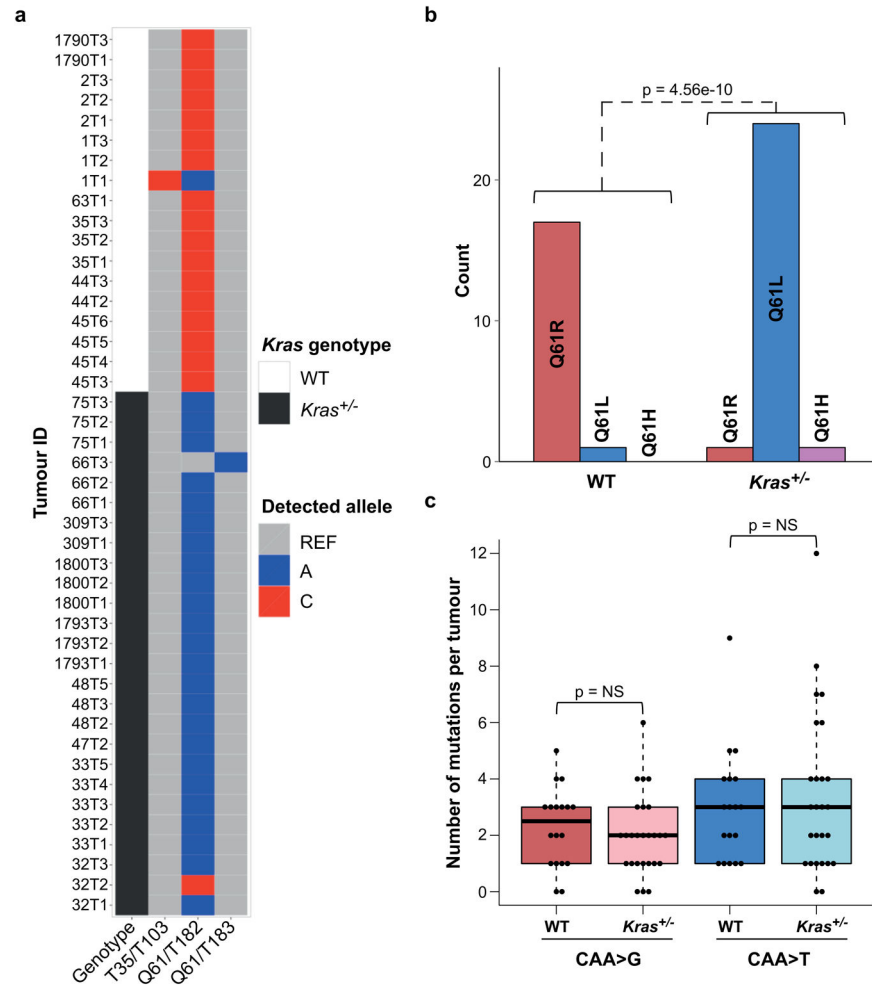 a
1790T3
1790T1
2T3
2T2
2T1
1T3
1T2
1T1
63T1
35T3
35T2
35T1
44T3
44T2
45T6
45T5
45T4
45T3
75T3
75T2
75T1
66T3
66T2
66T1
309T3
309T1
1800T3
1800T2
1800T1
1793T3
1793T2
1793T1
48T5
48T3
48T2
47T2
33T5
33T4
33T3
33T2
33T1
32T3
32T2
32T1
Tumour ID
Genotype
T35/T103
Q61/T182
Q61/T183
Kras genotype
WT
Kras+/-
Detected allele
REF
A
C
b
p = 4.56e-10
Count
20
10
0
Q61R
Q61L
Q61H
Q61R
Q61L
Q61H
WT
Kras+/-
c
p = NS
p = NS
Number of mutations per tumour
12
10
8
6
4
2
0
WT
Kras+/-
WT
Kras+/-
CAA>G
CAA>T